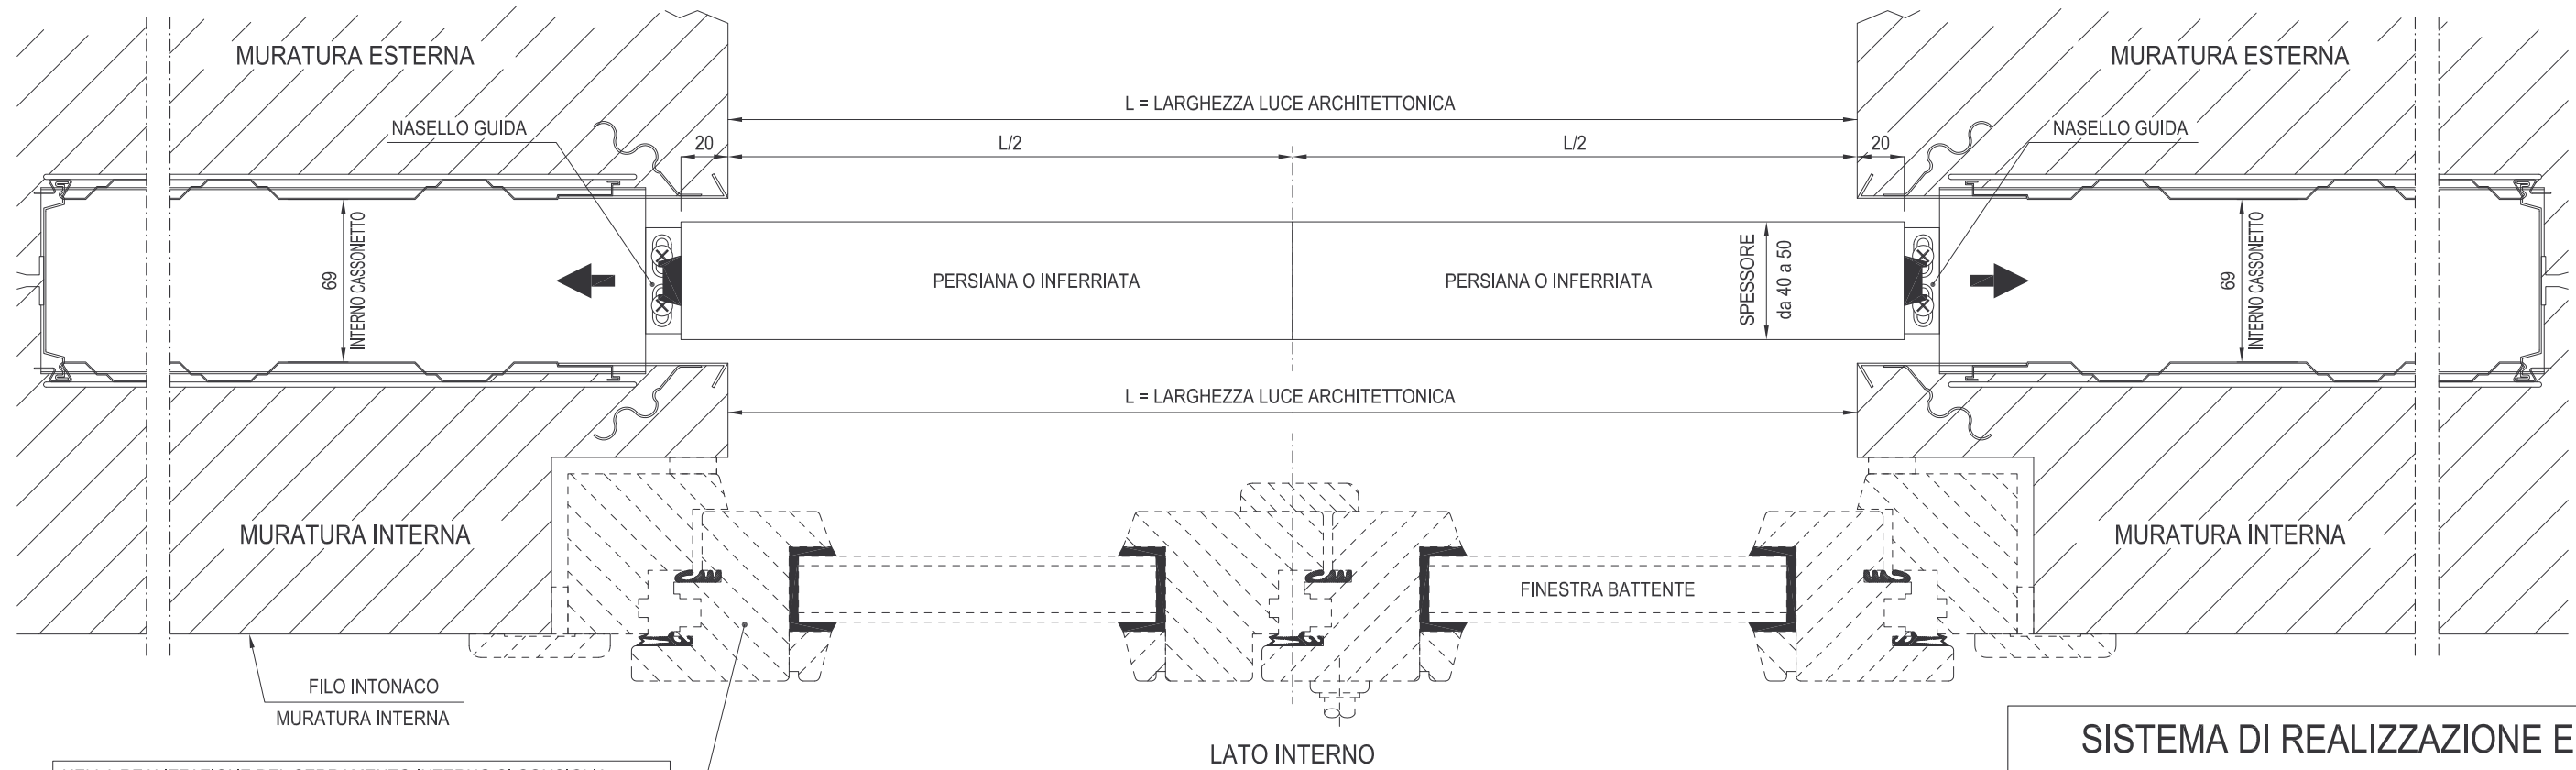 MURATURA ESTERNA
MURATURA ESTERNA
L = LARGHEZZA LUCE ARCHITETTONICA
NASELLO GUIDA
20
L/2
L/2
20
NASELLO GUIDA
69
INTERNO CASSONETTO
PERSIANA O INFERRIATA
PERSIANA O INFERRIATA
SPESSORE
da 40 a 50
69
INTERNO CASSONETTO
L = LARGHEZZA LUCE ARCHITETTONICA
MURATURA INTERNA
MURATURA INTERNA
FINESTRA BATTENTE
FILO INTONACO
MURATURA INTERNA
LATO INTERNO
SISTEMA DI REALIZZAZIONE E